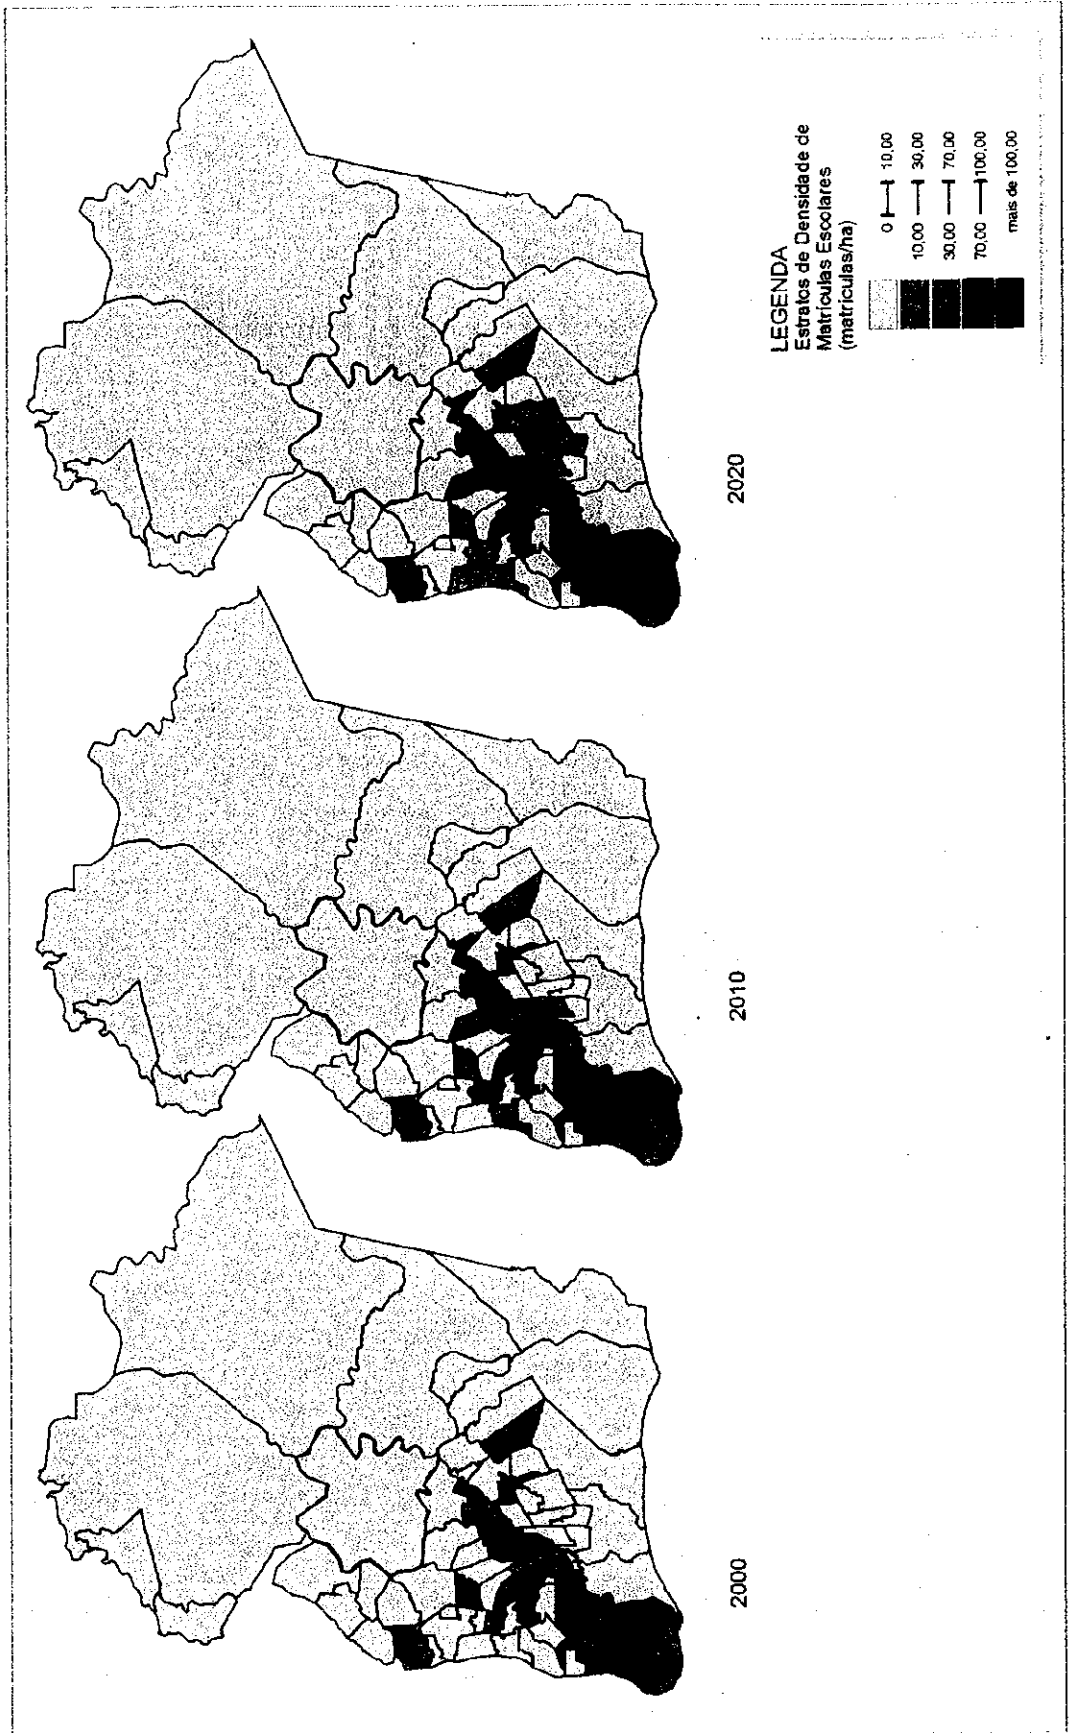 2000
2010
2020
LEGENDA
Estratos de Densidade de
Matrículas Escolares
(matrículas/ha)
0 10,00
10,00 30,00
30,00 70,00
70,00 100,00
mais de 100,00